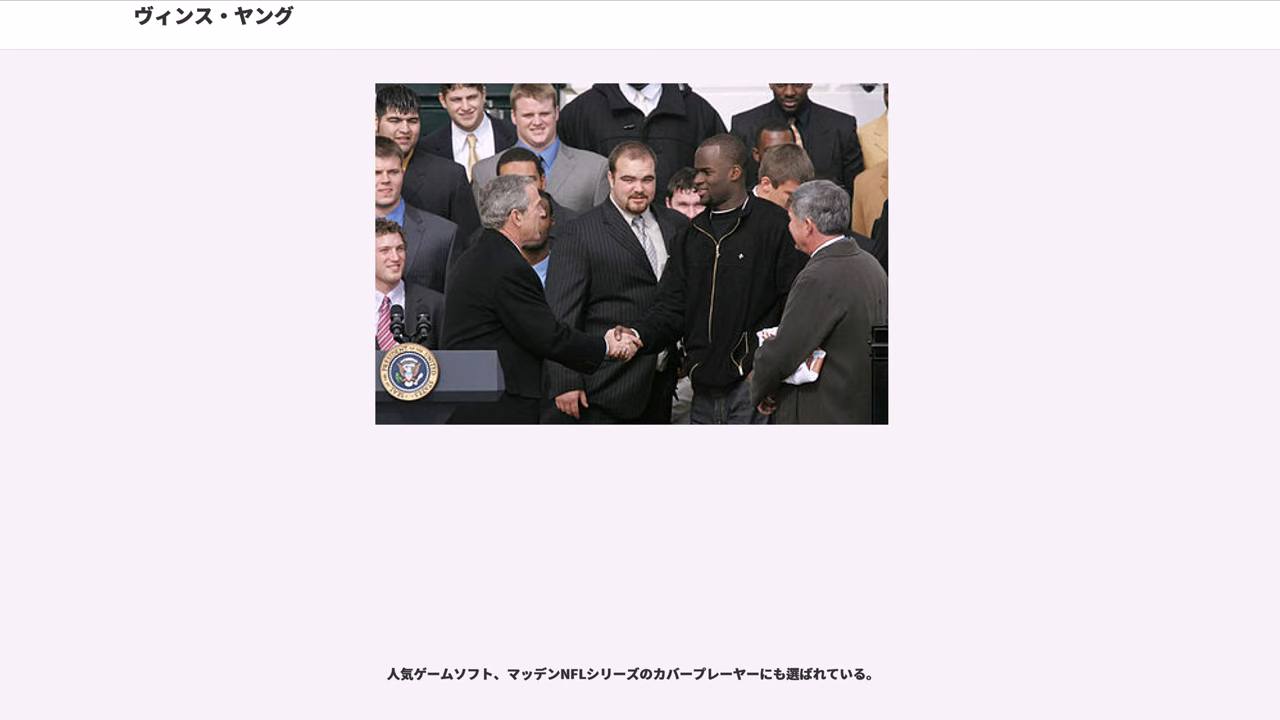 ヴィンス・ヤング
人気ゲームソフト、マッデンNFLシリーズのカバープレーヤーにも選ばれている。